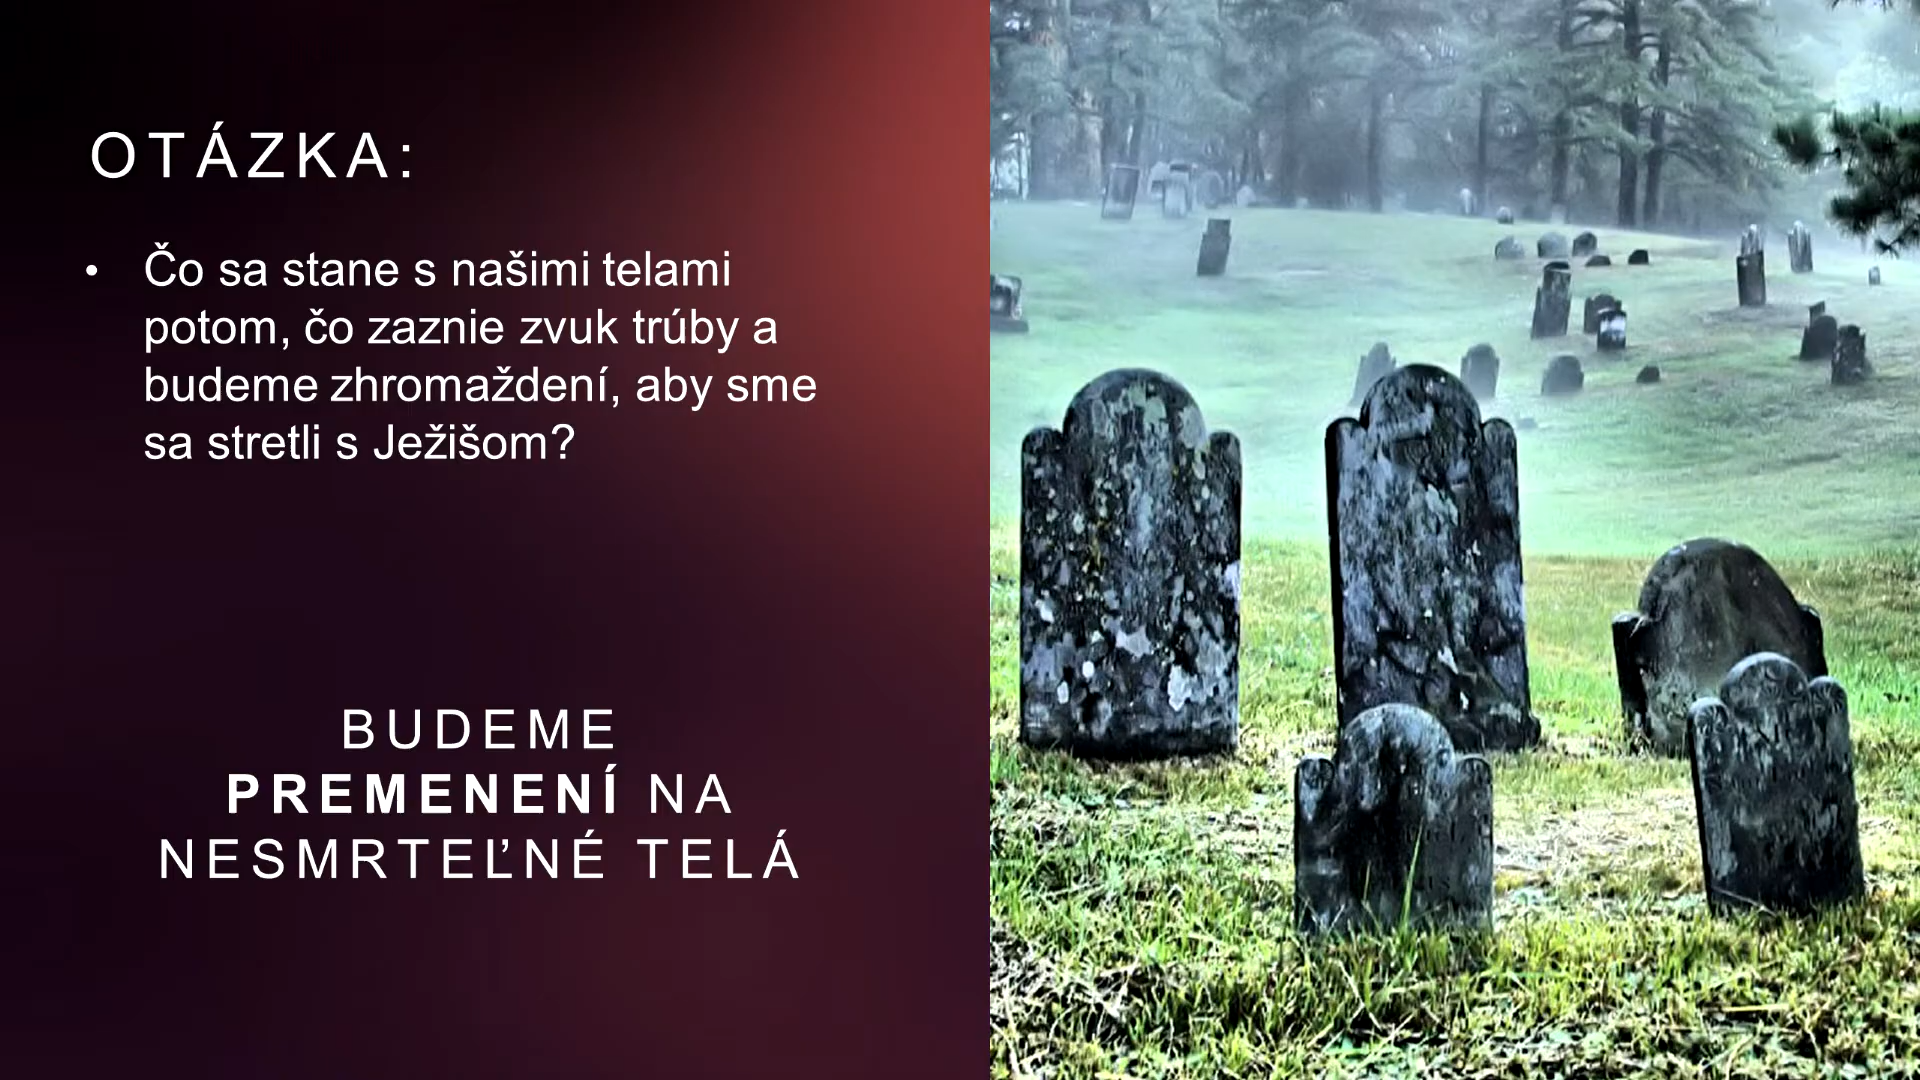 OTÁZKA:
• Čo sa stane s našimi telami
potom, čo zaznie zvuk trúby a
budeme zhromaždení, aby sme
sa stretli s Ježišom?
BUDEME
PREMENENÍ NA
NESMRTEĽNÉ TELÁ